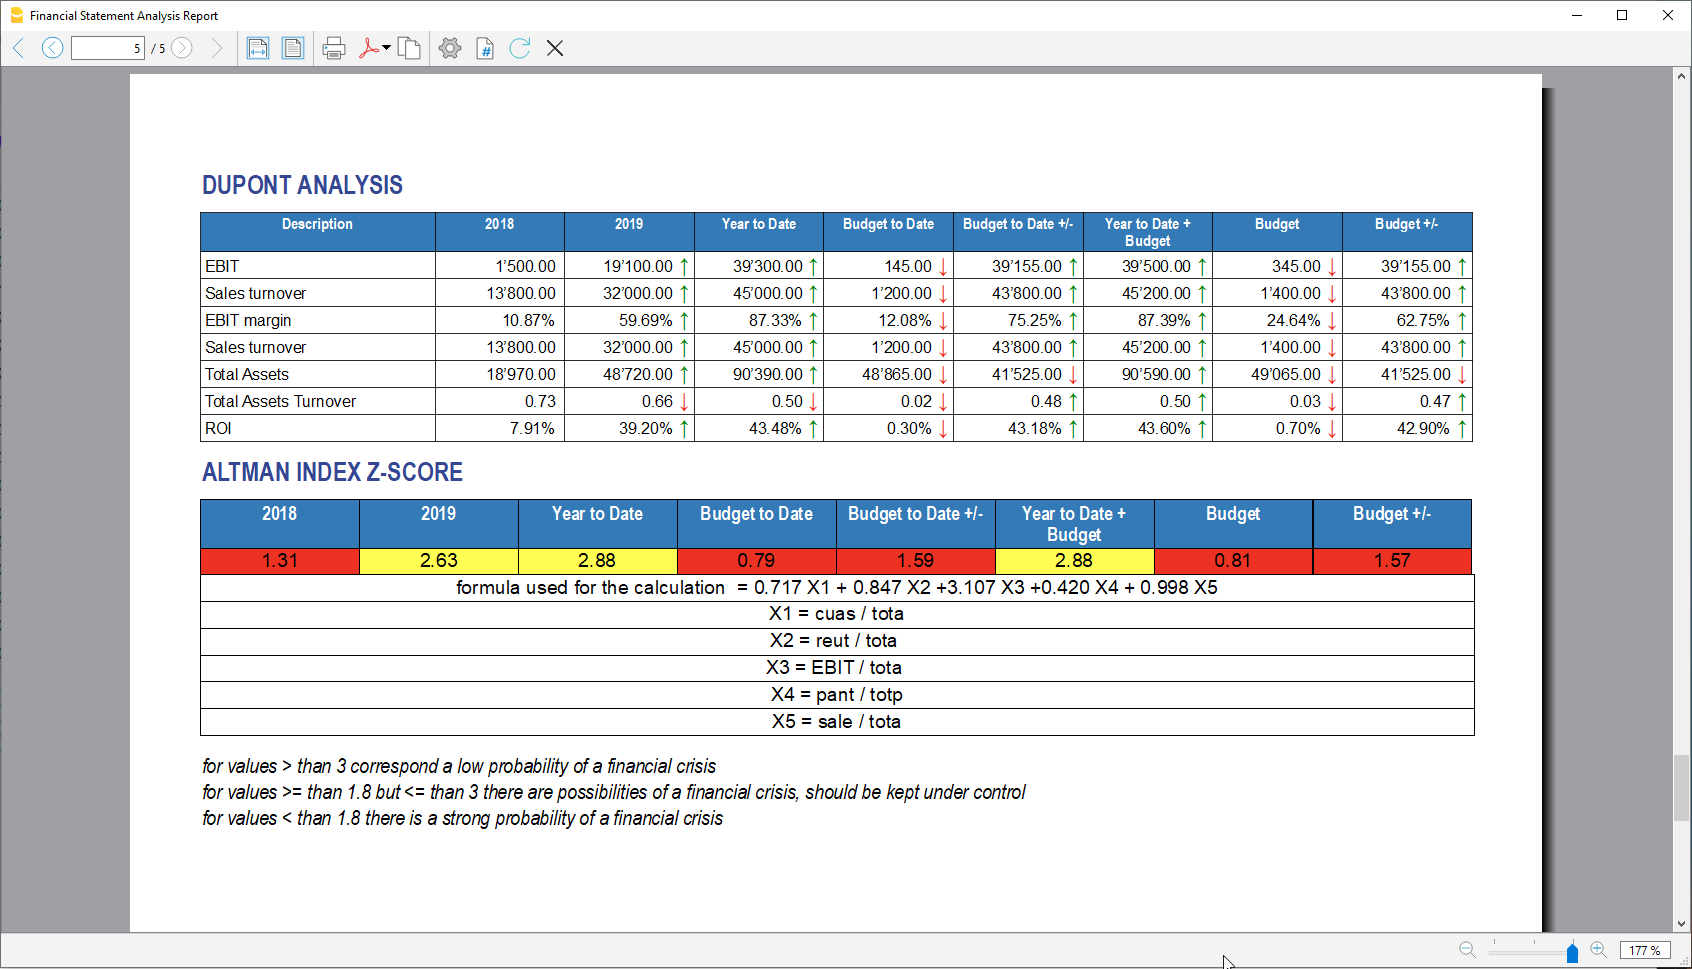 Financial Statement Analysis Report
5 / 5
DUPONT ANALYSIS
Description 2018 2019 Year to Date Budget to Date Budget to Date +/- Year to Date + Budget Budget Budget +/-
EBIT 1'500.00 19'100.00 ↑ 39'300.00 ↑ 145.00 ↓ 39'155.00 ↑ 39'500.00 ↑ 345.00 ↓ 39'155.00 ↑
Sales turnover 13'800.00 32'000.00 ↑ 45'000.00 ↑ 1'200.00 ↓ 43'800.00 ↑ 45'200.00 ↑ 1'400.00 ↓ 43'800.00 ↑
EBIT margin 10.87% 59.69% ↑ 87.33% ↑ 12.08% ↓ 75.25% ↑ 87.39% ↑ 24.64% ↓ 62.75% ↑
Sales turnover 13'800.00 32'000.00 ↑ 45'000.00 ↑ 1'200.00 ↓ 43'800.00 ↑ 45'200.00 ↑ 1'400.00 ↓ 43'800.00 ↑
Total Assets 18'970.00 48'720.00 ↑ 90'390.00 ↑ 48'865.00 ↓ 41'525.00 ↓ 90'590.00 ↑ 49'065.00 ↓ 41'525.00 ↓
Total Assets Turnover 0.73 0.66 ↓ 0.50 ↓ 0.02 ↓ 0.48 ↑ 0.50 ↑ 0.03 ↓ 0.47 ↑
ROI 7.91% 39.20% ↑ 43.48% ↑ 0.30% ↓ 43.18% ↑ 43.60% ↑ 0.70% ↓ 42.90% ↑
ALTMAN INDEX Z-SCORE
2018 2019 Year to Date Budget to Date Budget to Date +/- Year to Date + Budget Budget Budget +/-
1.31 2.63 2.88 0.79 1.59 2.88 0.81 1.57
formula used for the calculation = 0.717 X1 + 0.847 X2 +3.107 X3 +0.420 X4 + 0.998 X5
X1 = cuas / tota
X2 = reut / tota
X3 = EBIT / tota
X4 = pant / totp
X5 = sale / tota
for values > than 3 correspond a low probability of a financial crisis
for values >= than 1.8 but <= than 3 there are possibilities of a financial crisis, should be kept under control
for values < than 1.8 there is a strong probability of a financial crisis
177 %